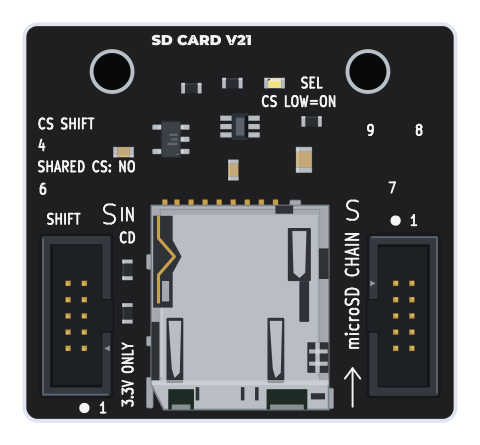 SD CARD V21
SEL
CS LOW=ON
CS SHIFT
4
SHARED CS: NO
6
9
8
7
SHIFT
S IN
CD
S
1
microSD CHAIN
3.3V ONLY
1